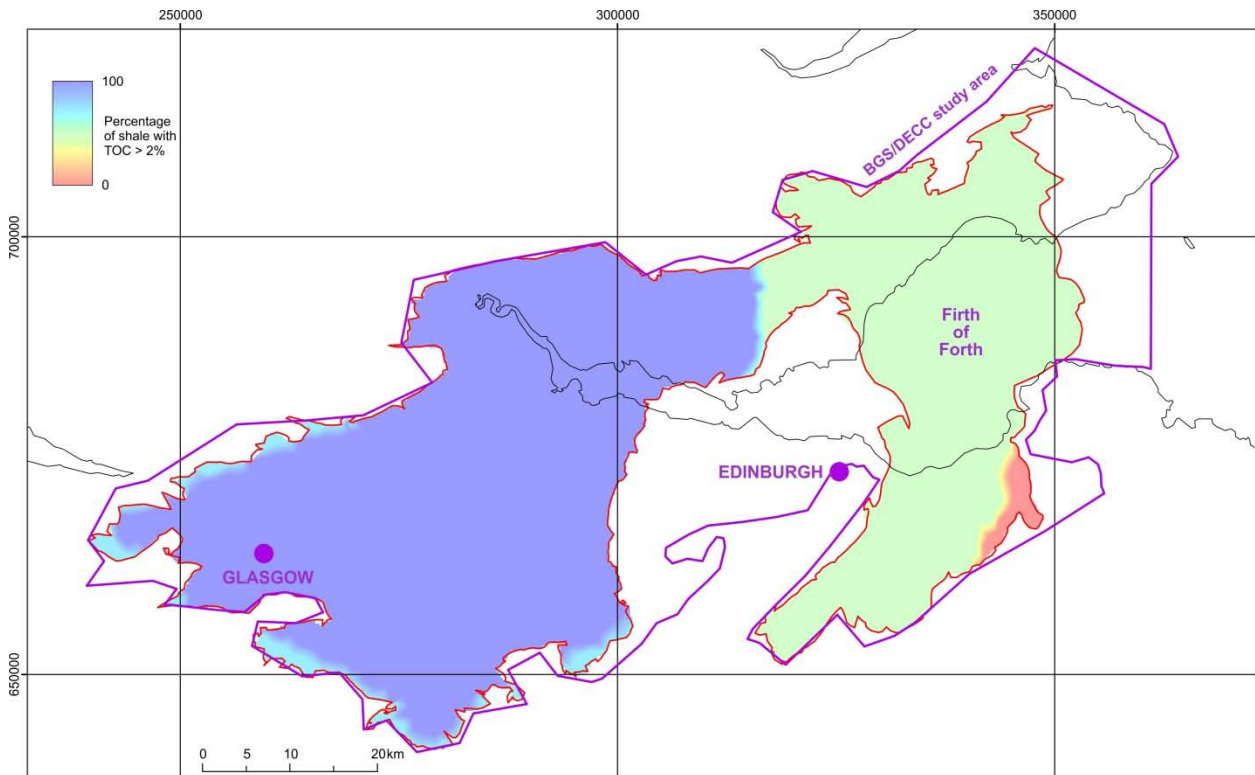 250000
300000
350000
100
Percentage
of shale with
TOC > 2%
0
BGS/DECC study area
700000
Firth
of
Forth
EDINBURGH
GLASGOW
650000
0 5 10 20km